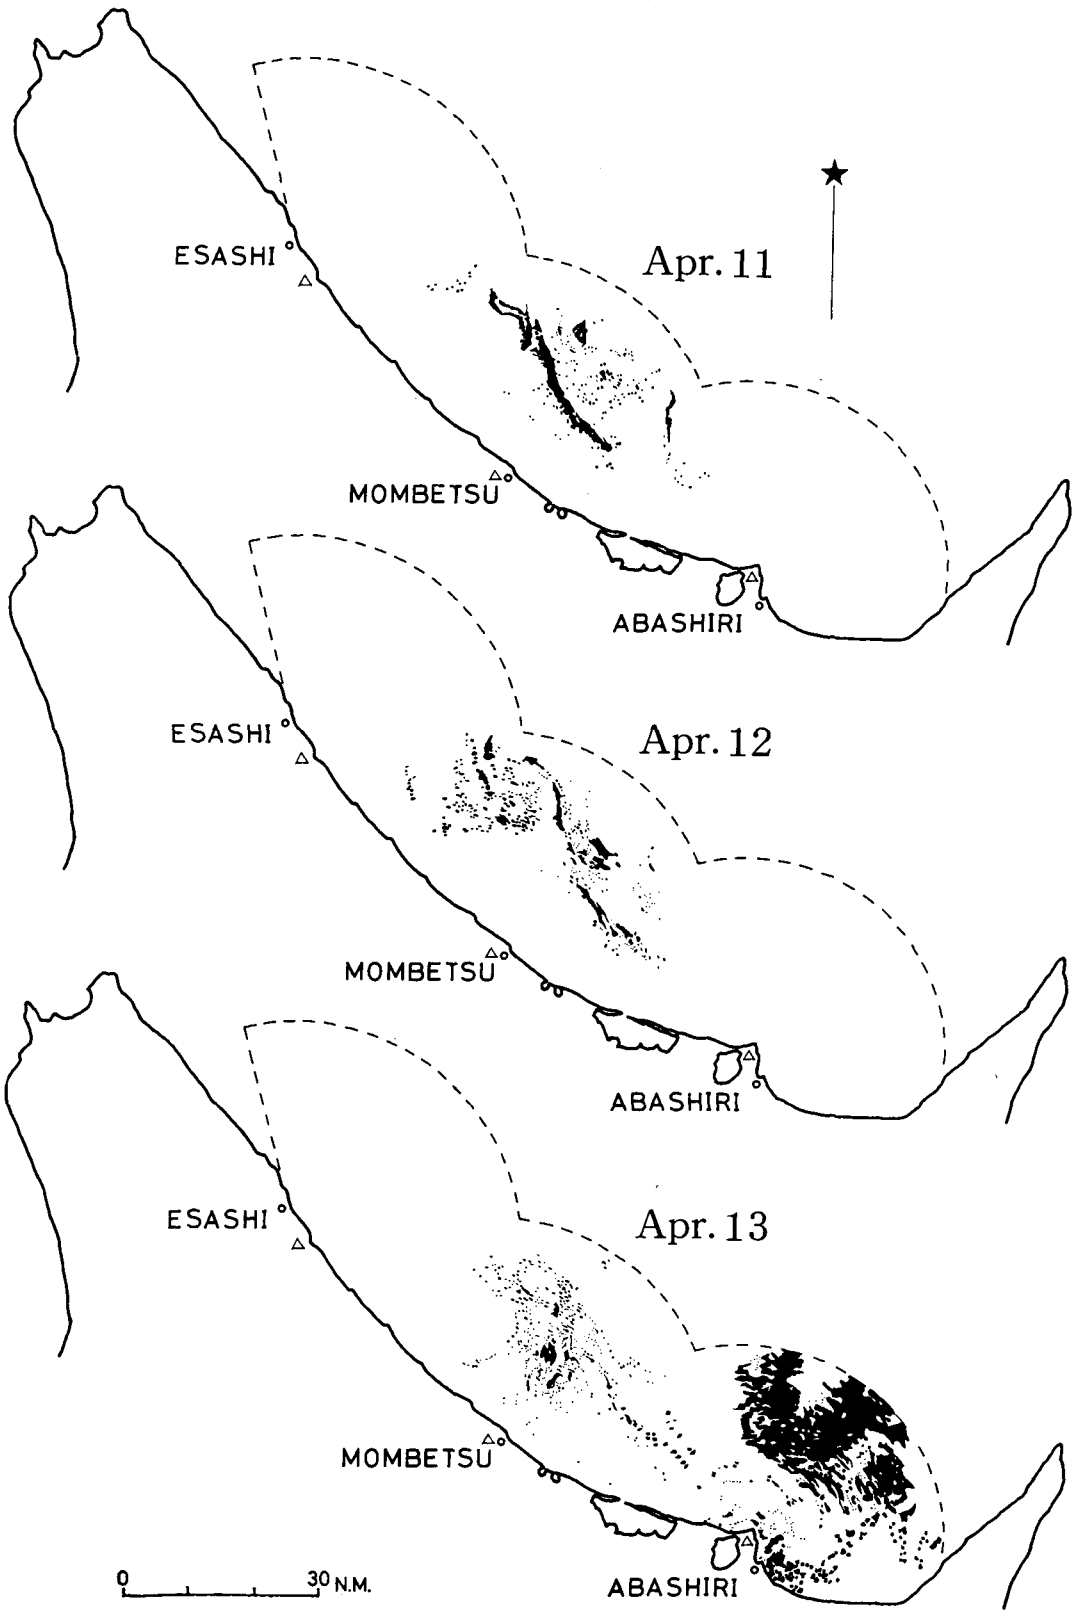 Apr. 11
ESASHI
MOMBETSU
ABASHIRI
Apr. 12
ESASHI
MOMBETSU
ABASHIRI
Apr. 13
ESASHI
MOMBETSU
ABASHIRI
0 30 N.M.